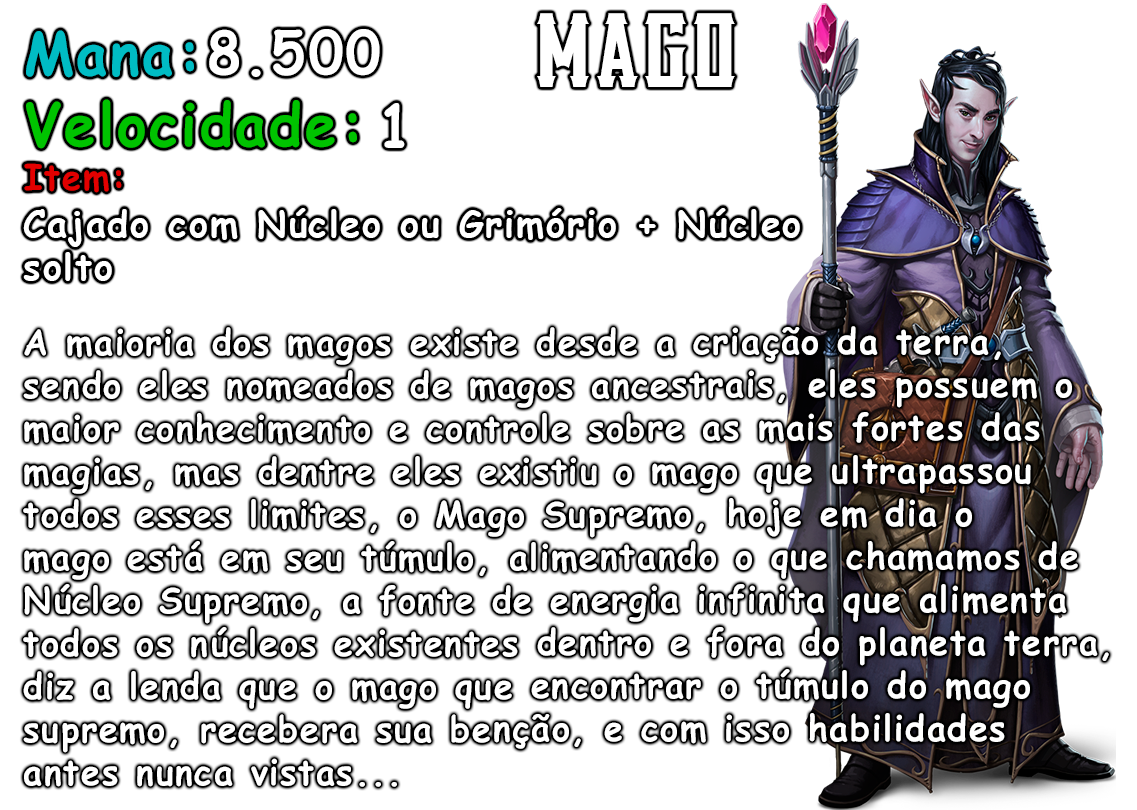 MAGO
Mana: 8.500
Velocidade: 1
Item:
Cajado com Núcleo ou Grimório + Núcleo
solto
A maioria dos magos existe desde a criação da terra,
sendo eles nomeados de magos ancestrais, eles possuem o
maior conhecimento e controle sobre as mais fortes das
magias, mas dentre eles existiu o mago que ultrapassou
todos esses limites, o Mago Supremo, hoje em dia o
mago está em seu túmulo, alimentando o que chamamos de
Núcleo Supremo, a fonte de energia infinita que alimenta
todos os núcleos existentes dentro e fora do planeta terra,
diz a lenda que o mago que encontrar o túmulo do mago
supremo, recebera sua benção, e com isso habilidades
antes nunca vistas...